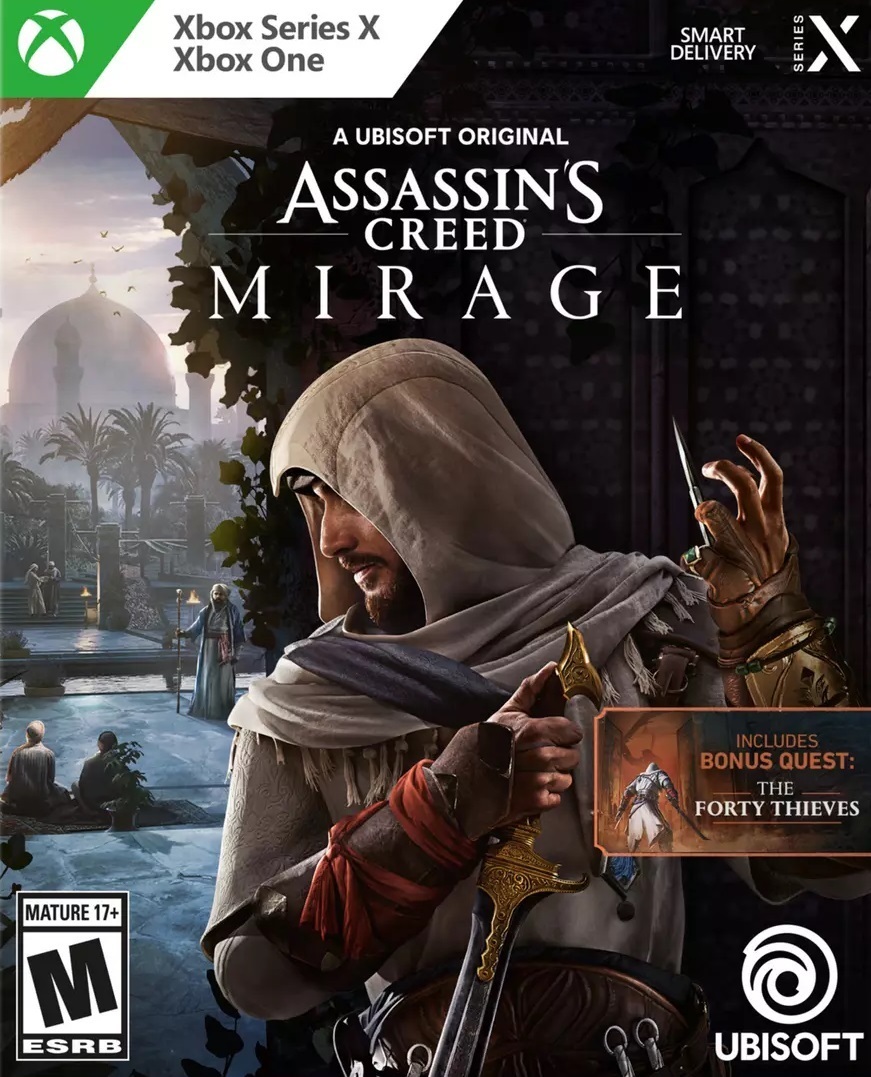 Xbox Series X
Xbox One
SMART
DELIVERY
SERIES
X
A UBISOFT ORIGINAL
ASSASSIN'S
CREED
MIRAGE
INCLUDES
BONUS QUEST:
THE
FORTY THIEVES
MATURE 17+
M
ESRB
UBISOFT